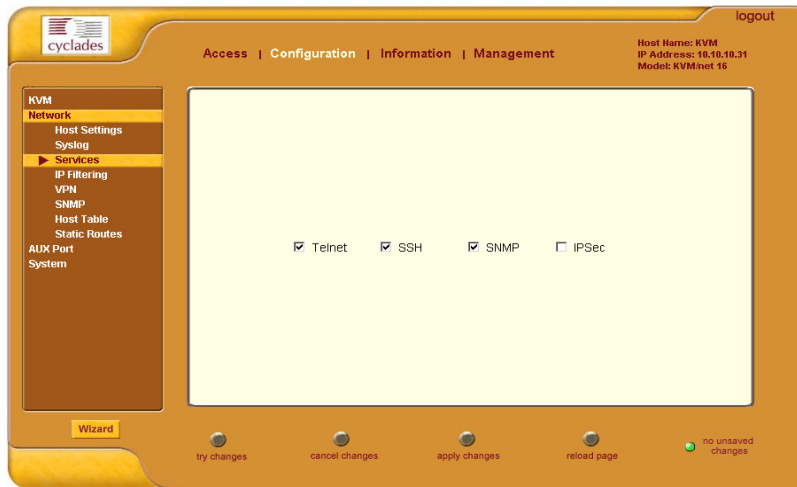 logout
cyclades
Access | Configuration | Information | Management
Host Name: KVM
IP Address: 10.10.10.31
Model: KVM/net 16
KVM
Network
Host Settings
Syslog
Services
IP Filtering
VPN
SNMP
Host Table
Static Routes
AUX Port
System
Telnet SSH SNMP IPSec
Wizard
try changes
cancel changes
apply changes
reload page
no unsaved
changes